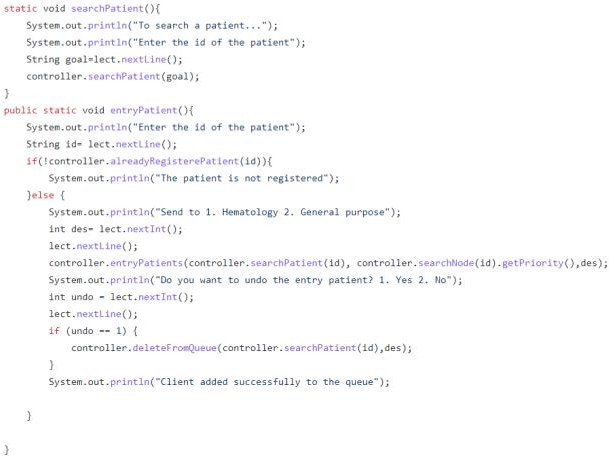 static void searchPatient(){
System.out.println("To search a patient...");
System.out.println("Enter the id of the patient");
String goal=lect.nextLine();
controller.searchPatient(goal);
}
public static void entryPatient(){
System.out.println("Enter the id of the patient");
String id= lect.nextLine();
if(!controller.alreadyRegisterePatient(id)){
System.out.println("The patient is not registered");
}else {
System.out.println("Send to 1. Hematology 2. General purpose");
int des= lect.nextInt();
lect.nextLine();
controller.entryPatients(controller.searchPatient(id), controller.searchNode(id).getPriority(),des);
System.out.println("Do you want to undo the entry patient? 1. Yes 2. No");
int undo = lect.nextInt();
lect.nextLine();
if (undo == 1) {
controller.deleteFromQueue(controller.searchPatient(id),des);
}
System.out.println("Client added successfully to the queue");
}
}